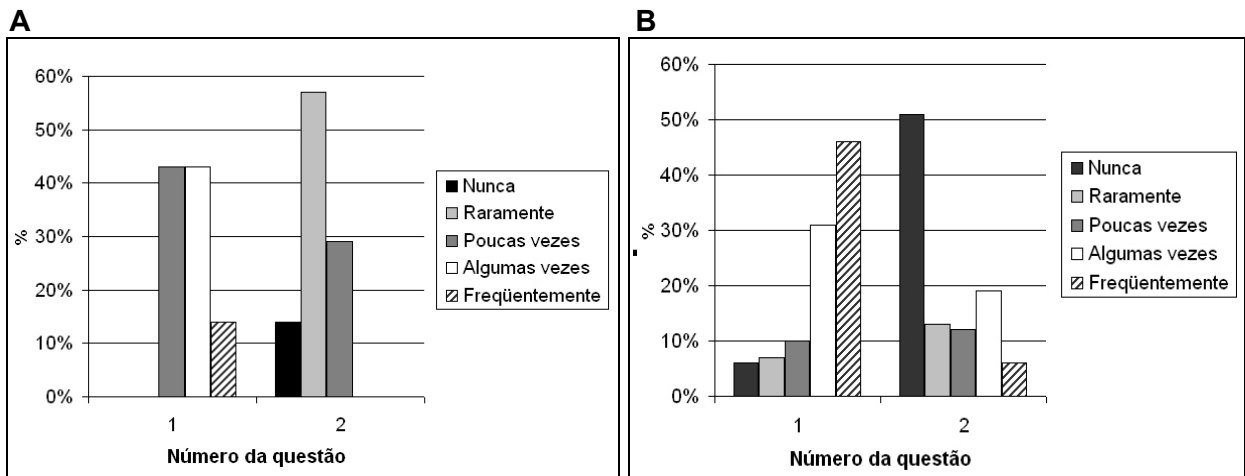 A
60%
50%
40%
30%
20%
10%
0%
%
1
2
Número da questão
Nunca
Raramente
Poucas vezes
Algumas vezes
Freqüentemente
B
60%
50%
40%
30%
20%
10%
0%
%
1
2
Número da questão
Nunca
Raramente
Poucas vezes
Algumas vezes
Freqüentemente